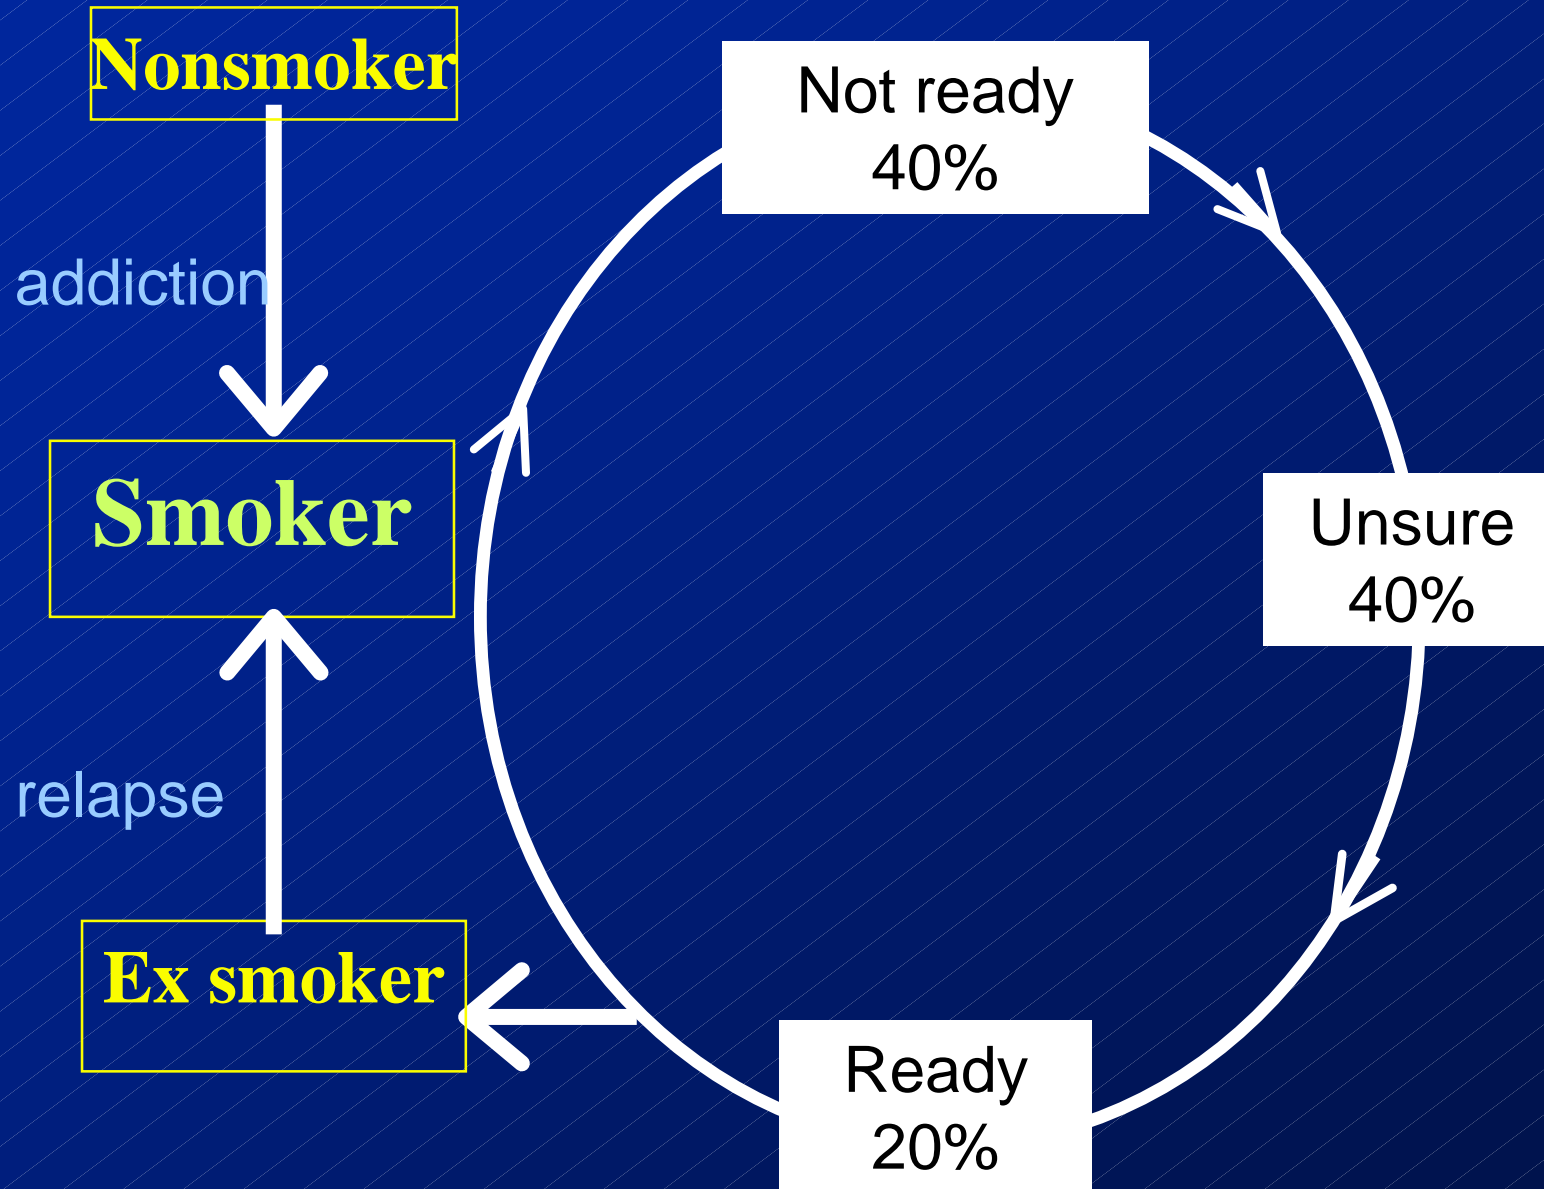 Nonsmoker
addiction
Smoker
relapse
Ex smoker
Not ready
40%
Unsure
40%
Ready
20%